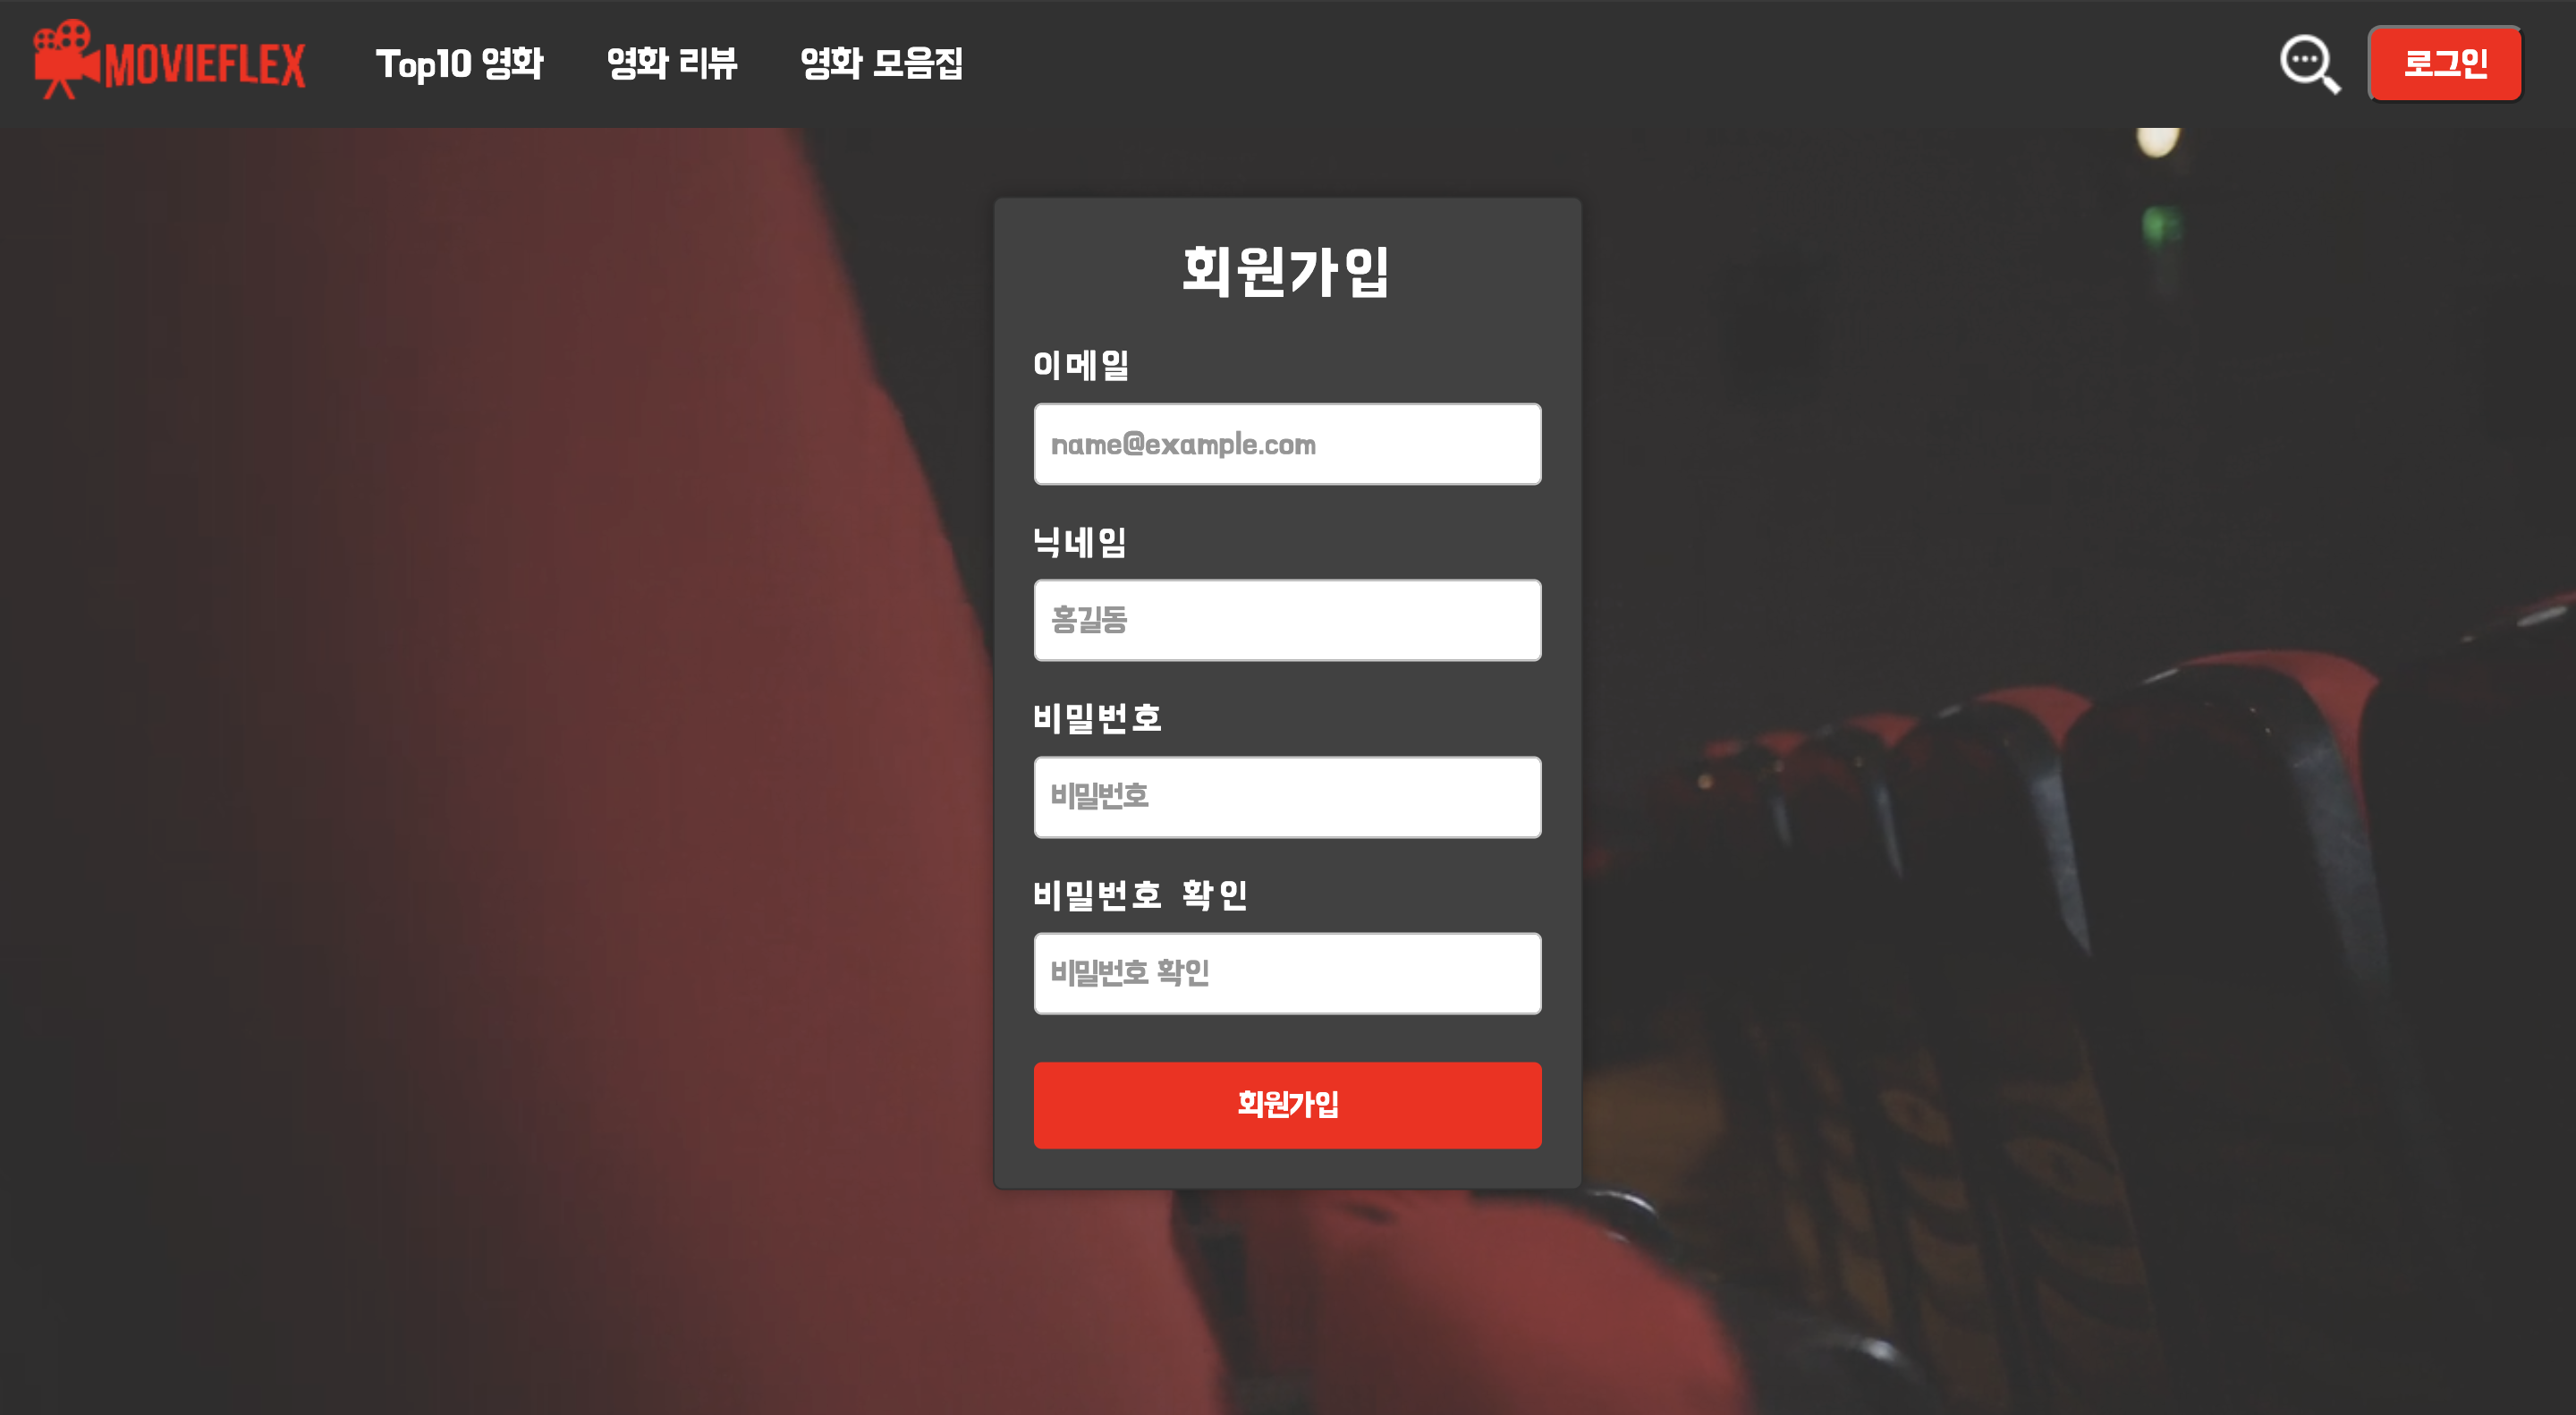 MOVIEFLEX Top10 영화 영화 리뷰 영화 모음집 로그인
회원가입
이메일
name@example.com
닉네임
홍길동
비밀번호
비밀번호
비밀번호 확인
비밀번호 확인
회원가입